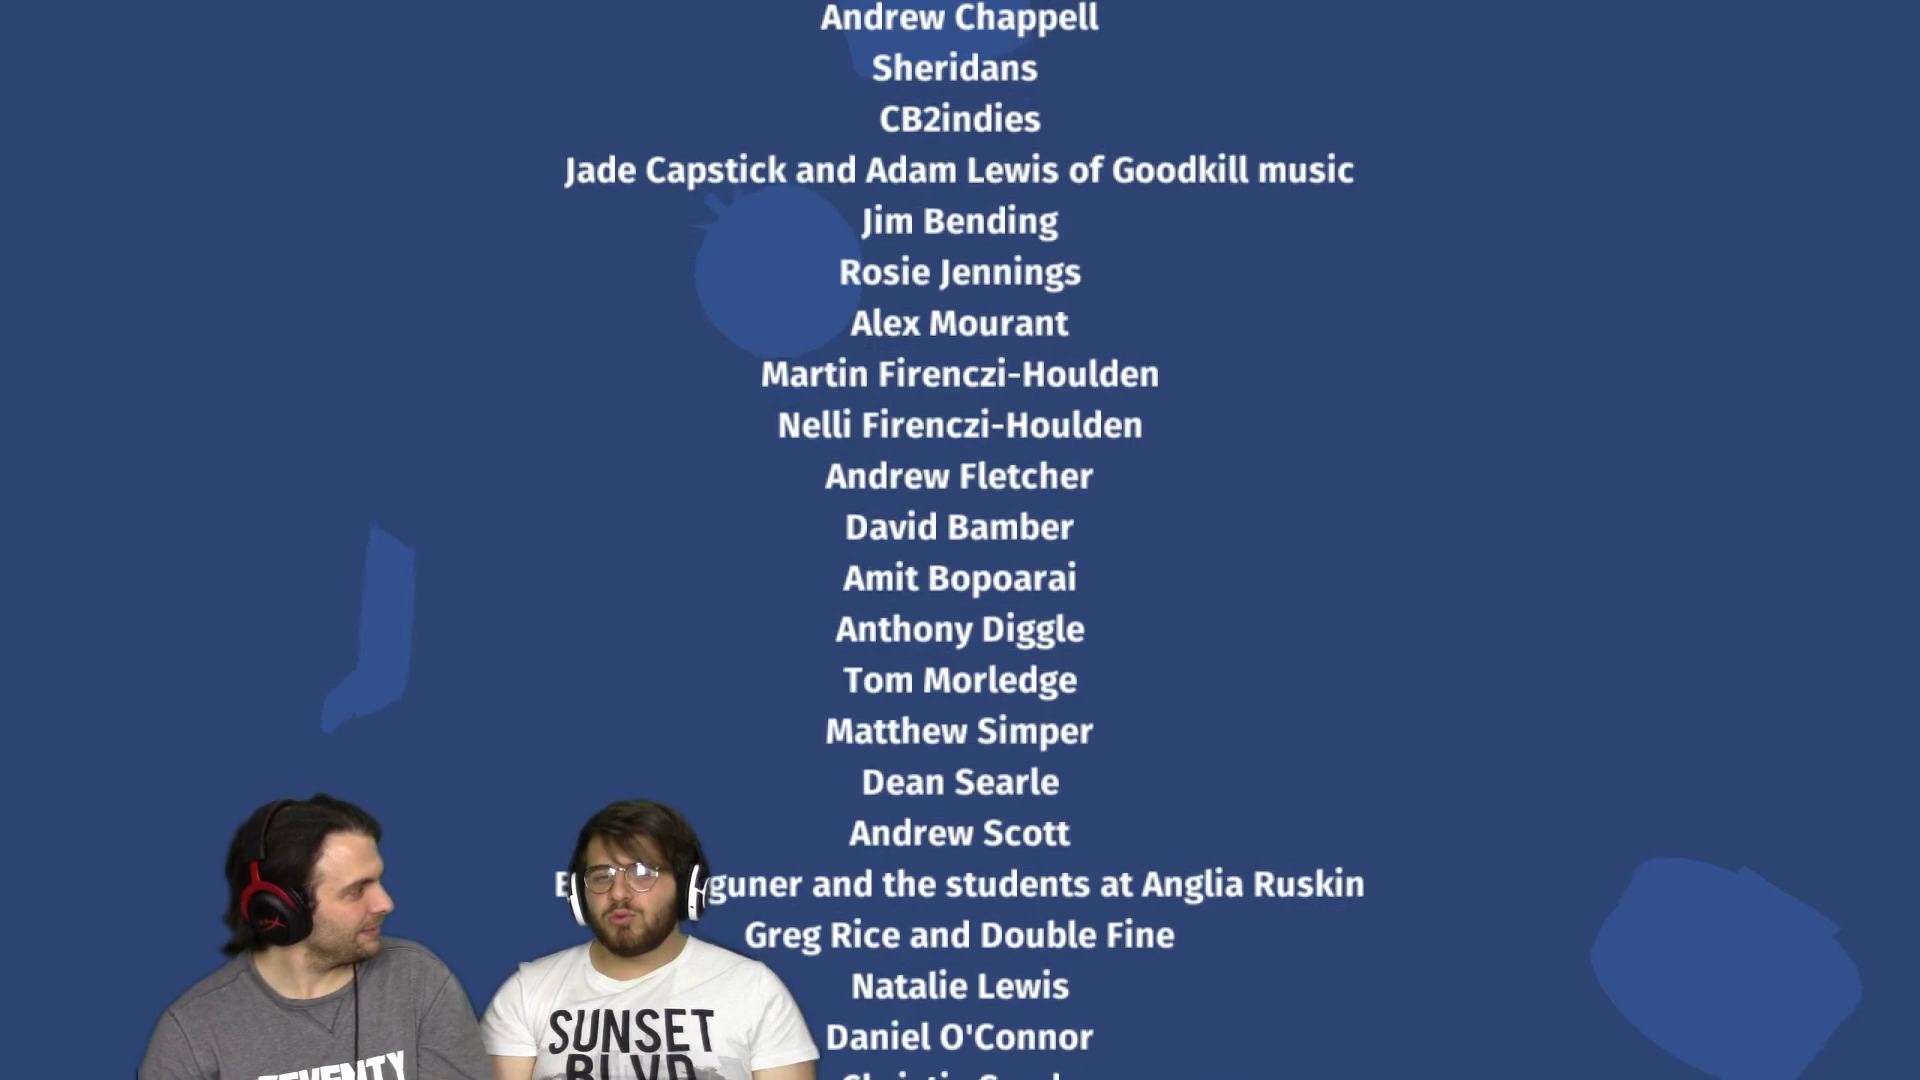 Andrew Chappell
Sheridans
CB2indies
Jade Capstick and Adam Lewis of Goodkill music
Jim Bending
Rosie Jennings
Alex Mourant
Martin Firenczi-Houlden
Nelli Firenczi-Houlden
Andrew Fletcher
David Bamber
Amit Bopoarai
Anthony Diggle
Tom Morledge
Matthew Simper
Dean Searle
Andrew Scott
and the students at Anglia Ruskin
Greg Rice and Double Fine
Natalie Lewis
Daniel O'Connor
SUNSET
BLVD
SEVENTY